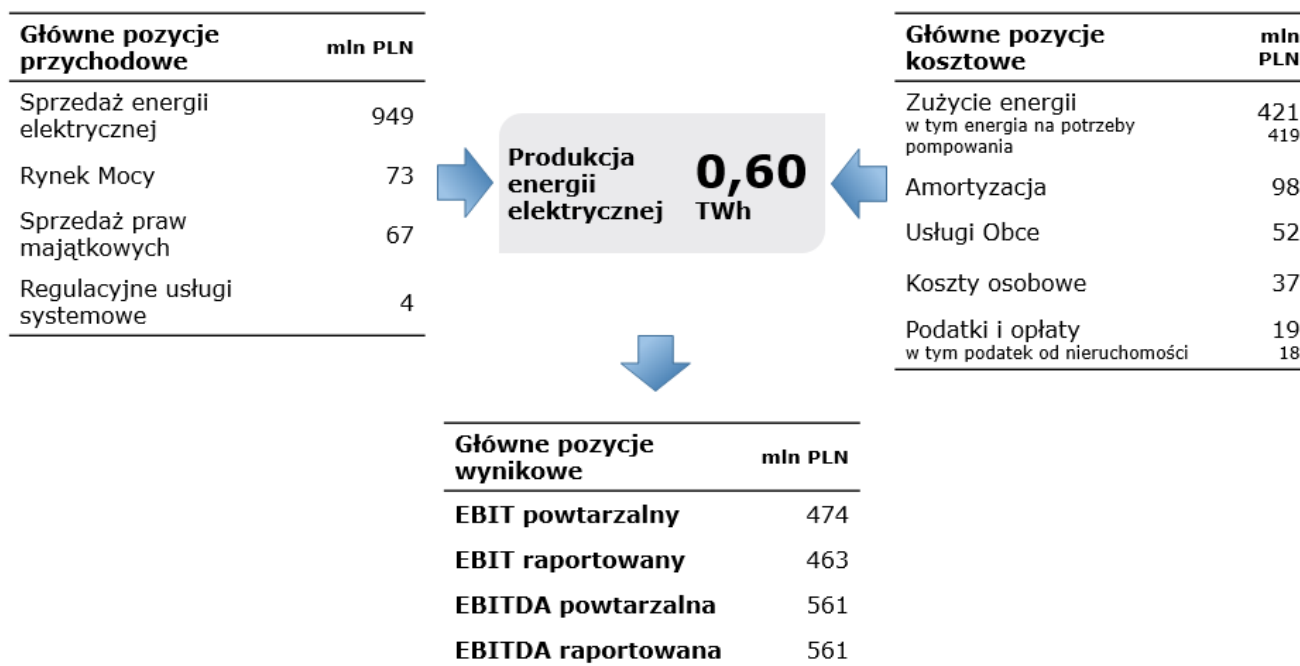 Główne pozycje
przychodowe
mln PLN
Sprzedaż energii
elektrycznej
949
Rynek Mocy
73
Sprzedaż praw
majątkowych
67
Regulacyjne usługi
systemowe
4
Produkcja
energii
elektrycznej
0,60
TWh
Główne pozycje
kosztowe
mln
PLN
Zużycie energii
421
w tym energia na potrzeby
pompowania
419
Amortyzacja
98
Usługi Obce
52
Koszty osobowe
37
Podatki i opłaty
19
w tym podatek od nieruchomości
18
Główne pozycje
wynikowe
mln PLN
EBIT powtarzalny
474
EBIT raportowany
463
EBITDA powtarzalna
561
EBITDA raportowana
561